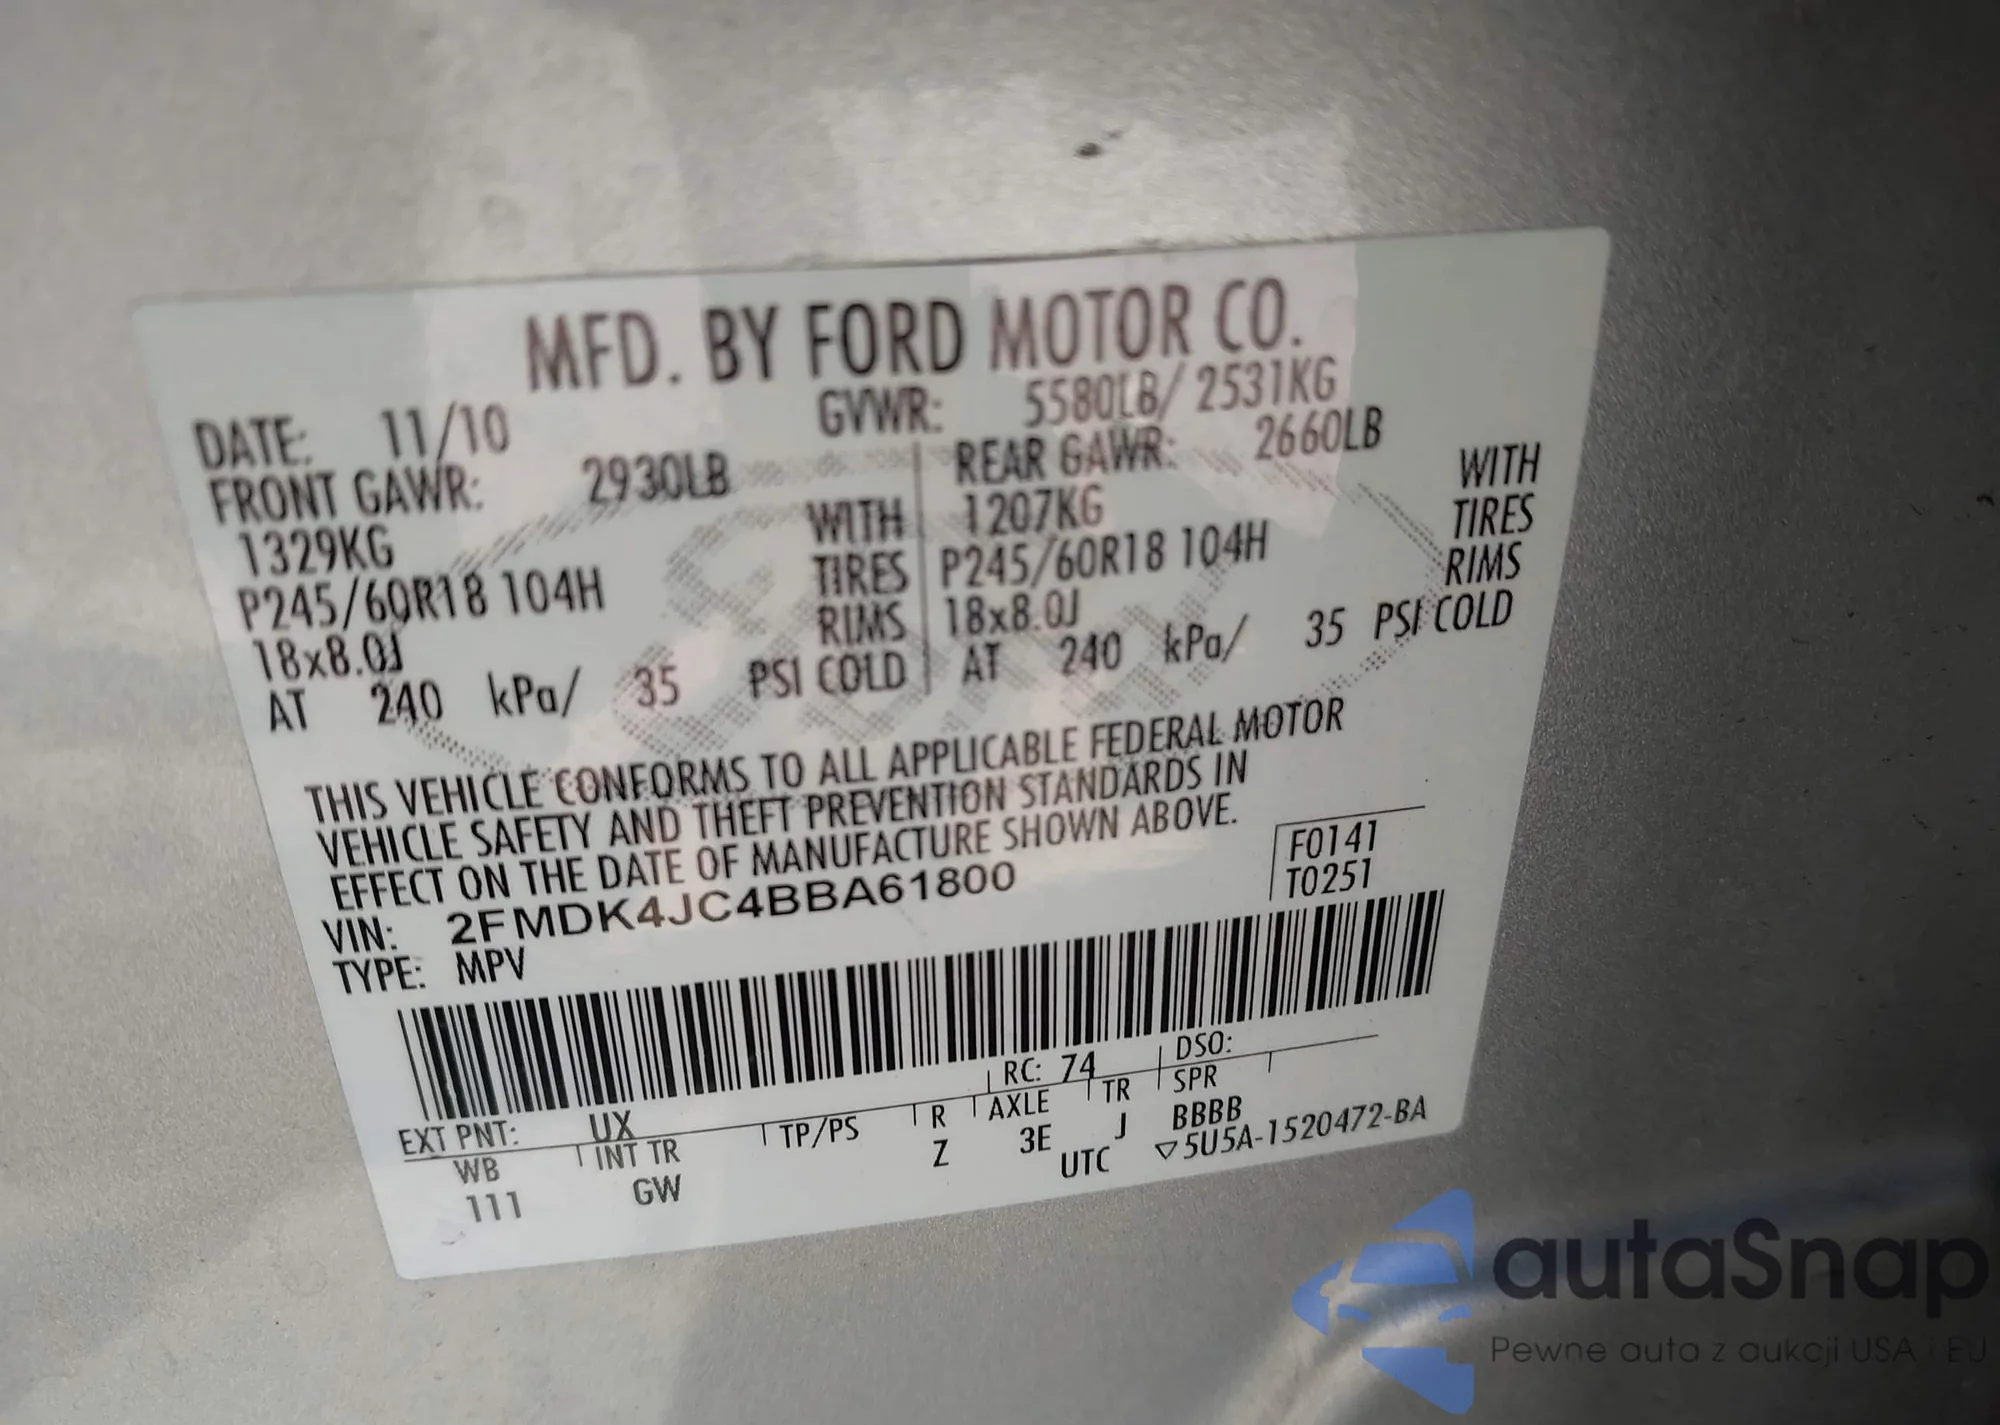 MFD. BY FORD MOTOR CO.
DATE: 11/10 GVWR: 5580LB/ 2531KG
FRONT GAWR: 2930LB REAR GAWR: 2660LB
1329KG WITH 1207KG WITH
P245/60R18 104H TIRES P245/60R18 104H TIRES
18x8.0J RIMS 18x8.0J RIMS
AT 240 kPa/ 35 PSI COLD AT 240 kPa/ 35 PSI COLD
THIS VEHICLE CONFORMS TO ALL APPLICABLE FEDERAL MOTOR
VEHICLE SAFETY AND THEFT PREVENTION STANDARDS IN
EFFECT ON THE DATE OF MANUFACTURE SHOWN ABOVE.
F0141
T0251
VIN: 2FMDK4JC4BBA61800
TYPE: MPV
RC: 74 DSO:
EXT PNT: UX
WB INT TR TP/PS R AXLE TR SPR
111 GW Z 3E J BBBB
UTC ▽5U5A-1520472-BA
autaSnap
Pewne auta z aukcji USA i EU